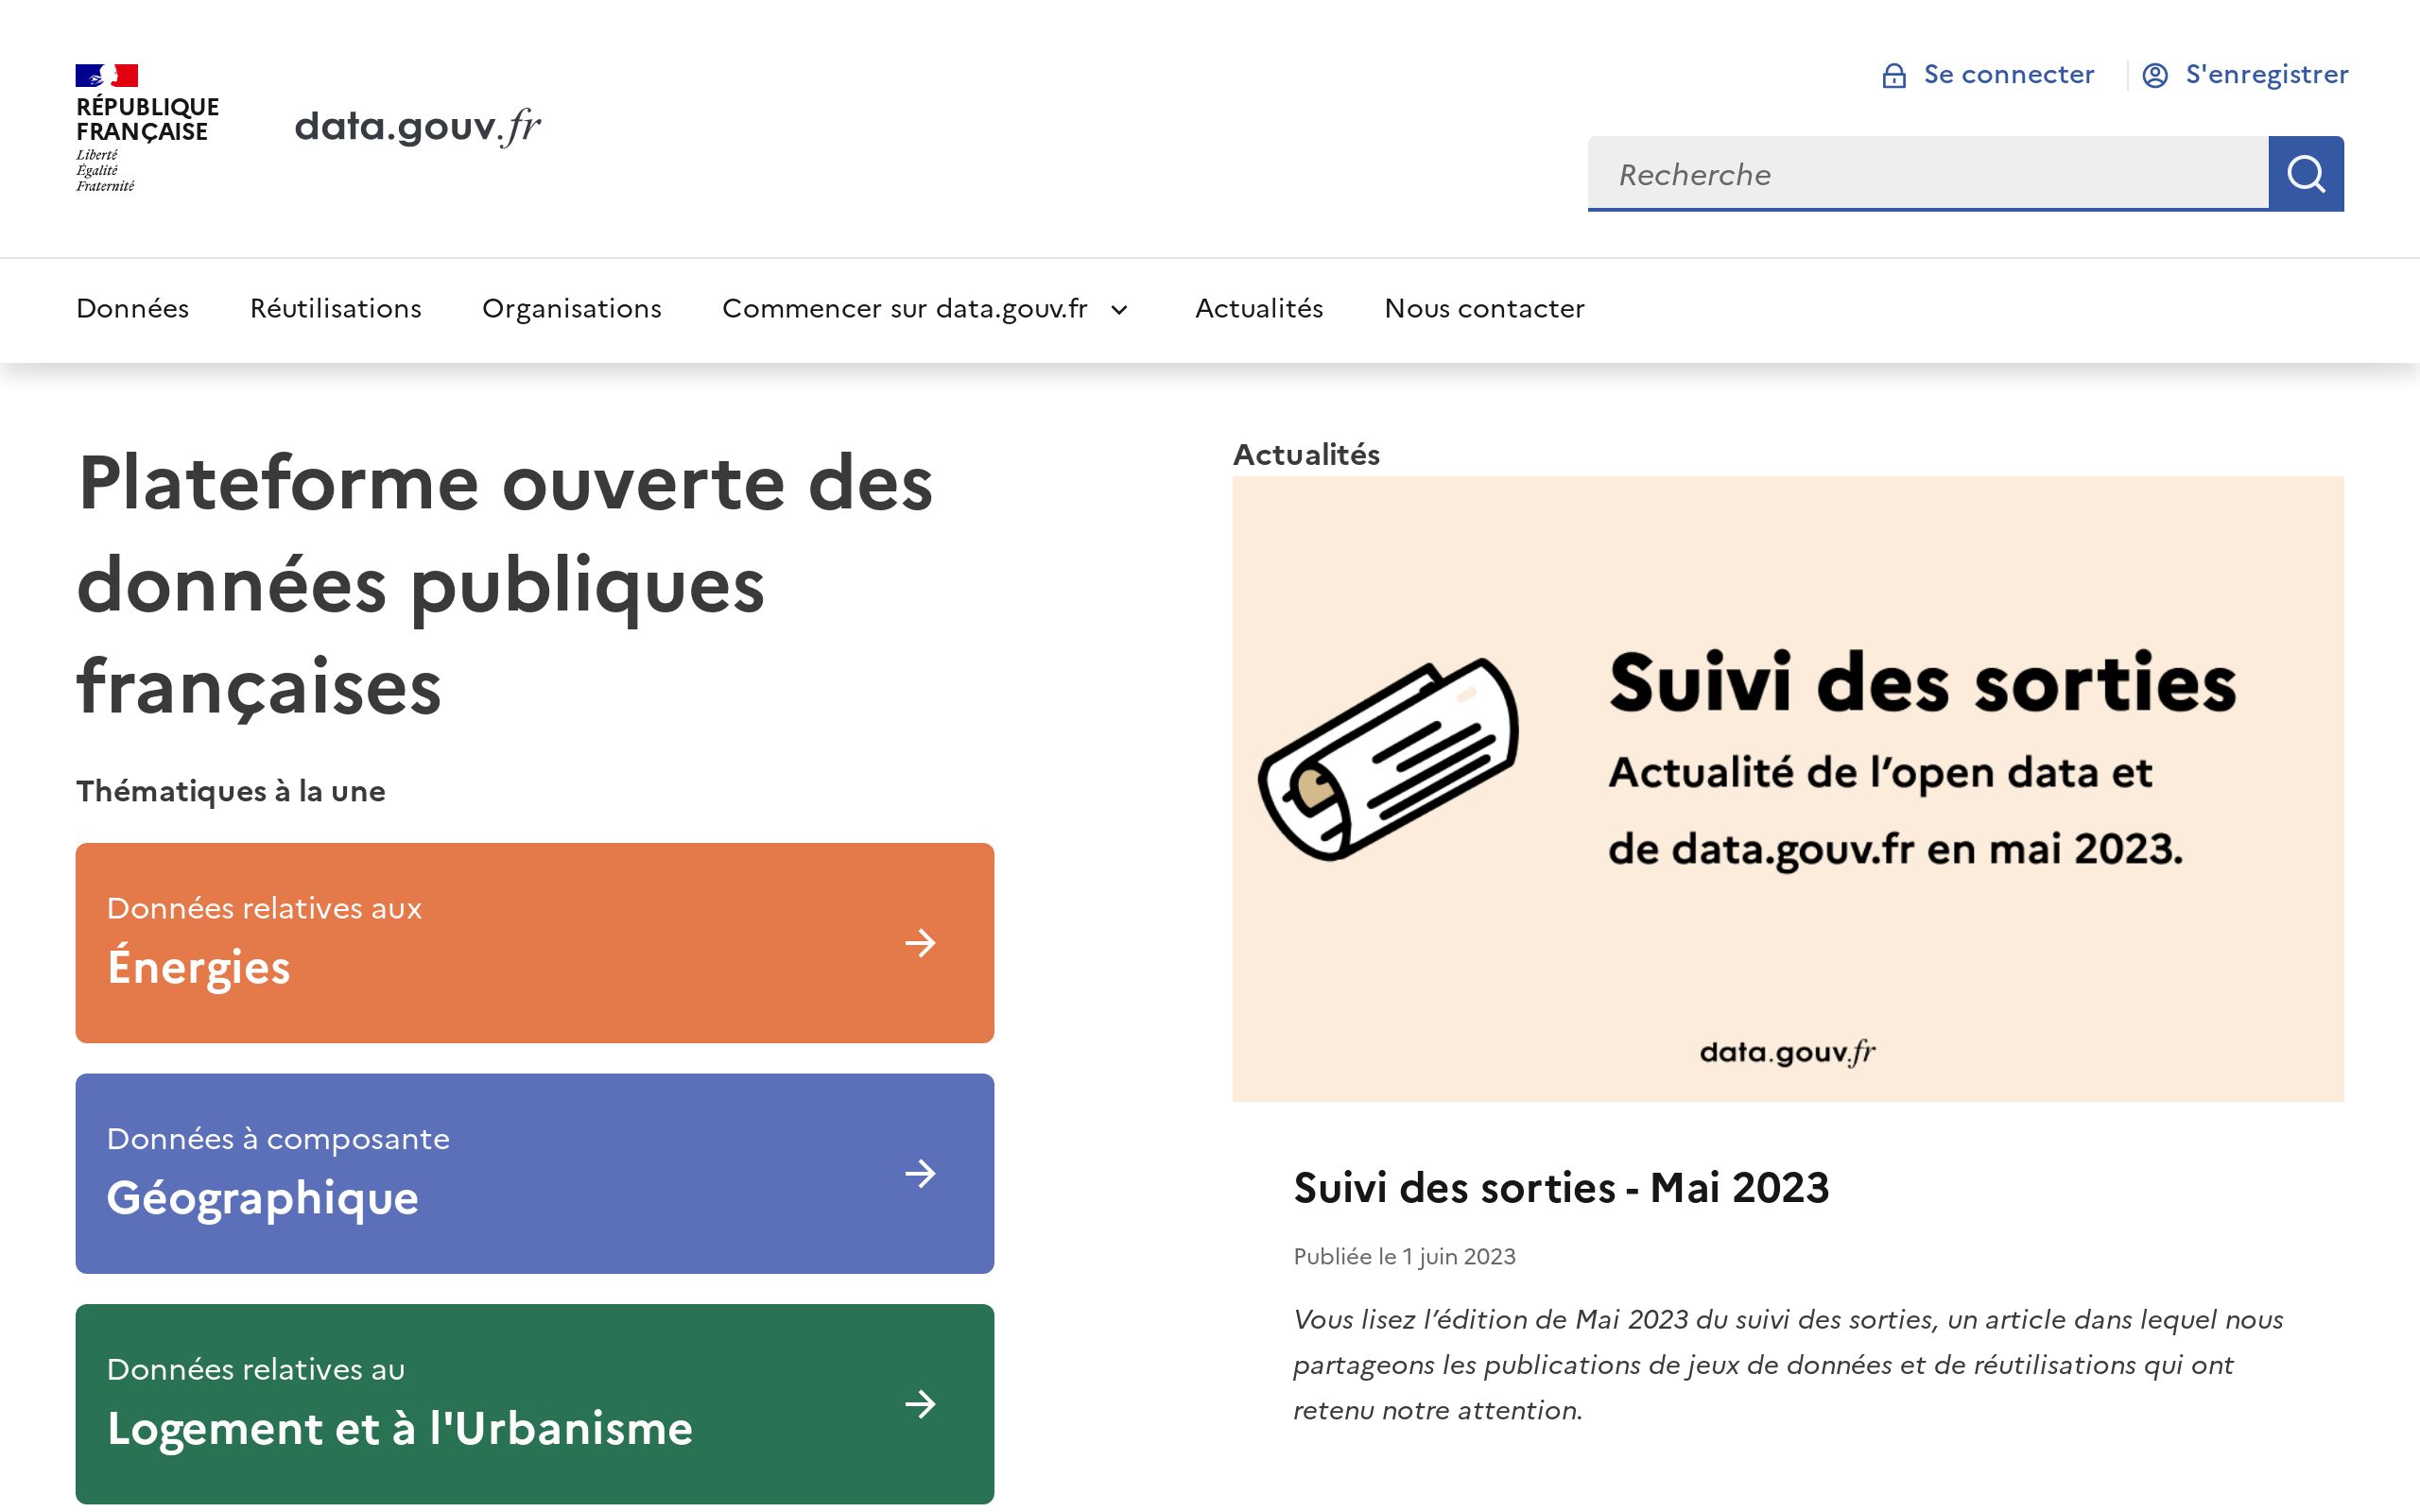 RÉPUBLIQUE
FRANÇAISE
Liberté
Égalité
Fraternité
data.gouv.fr
Se connecter
S'enregistrer
Recherche
Données
Réutilisations
Organisations
Commencer sur data.gouv.fr
Actualités
Nous contacter
Plateforme ouverte des
données publiques
françaises
Thématiques à la une
Données relatives aux
Énergies
Données à composante
Géographique
Données relatives au
Logement et à l'Urbanisme
Actualités
Suivi des sorties
Actualité de l’open data et
de data.gouv.fr en mai 2023.
data.gouv.fr
Suivi des sorties - Mai 2023
Publiée le 1 juin 2023
Vous lisez l’édition de Mai 2023 du suivi des sorties, un article dans lequel nous
partageons les publications de jeux de données et de réutilisations qui ont
retenu notre attention.